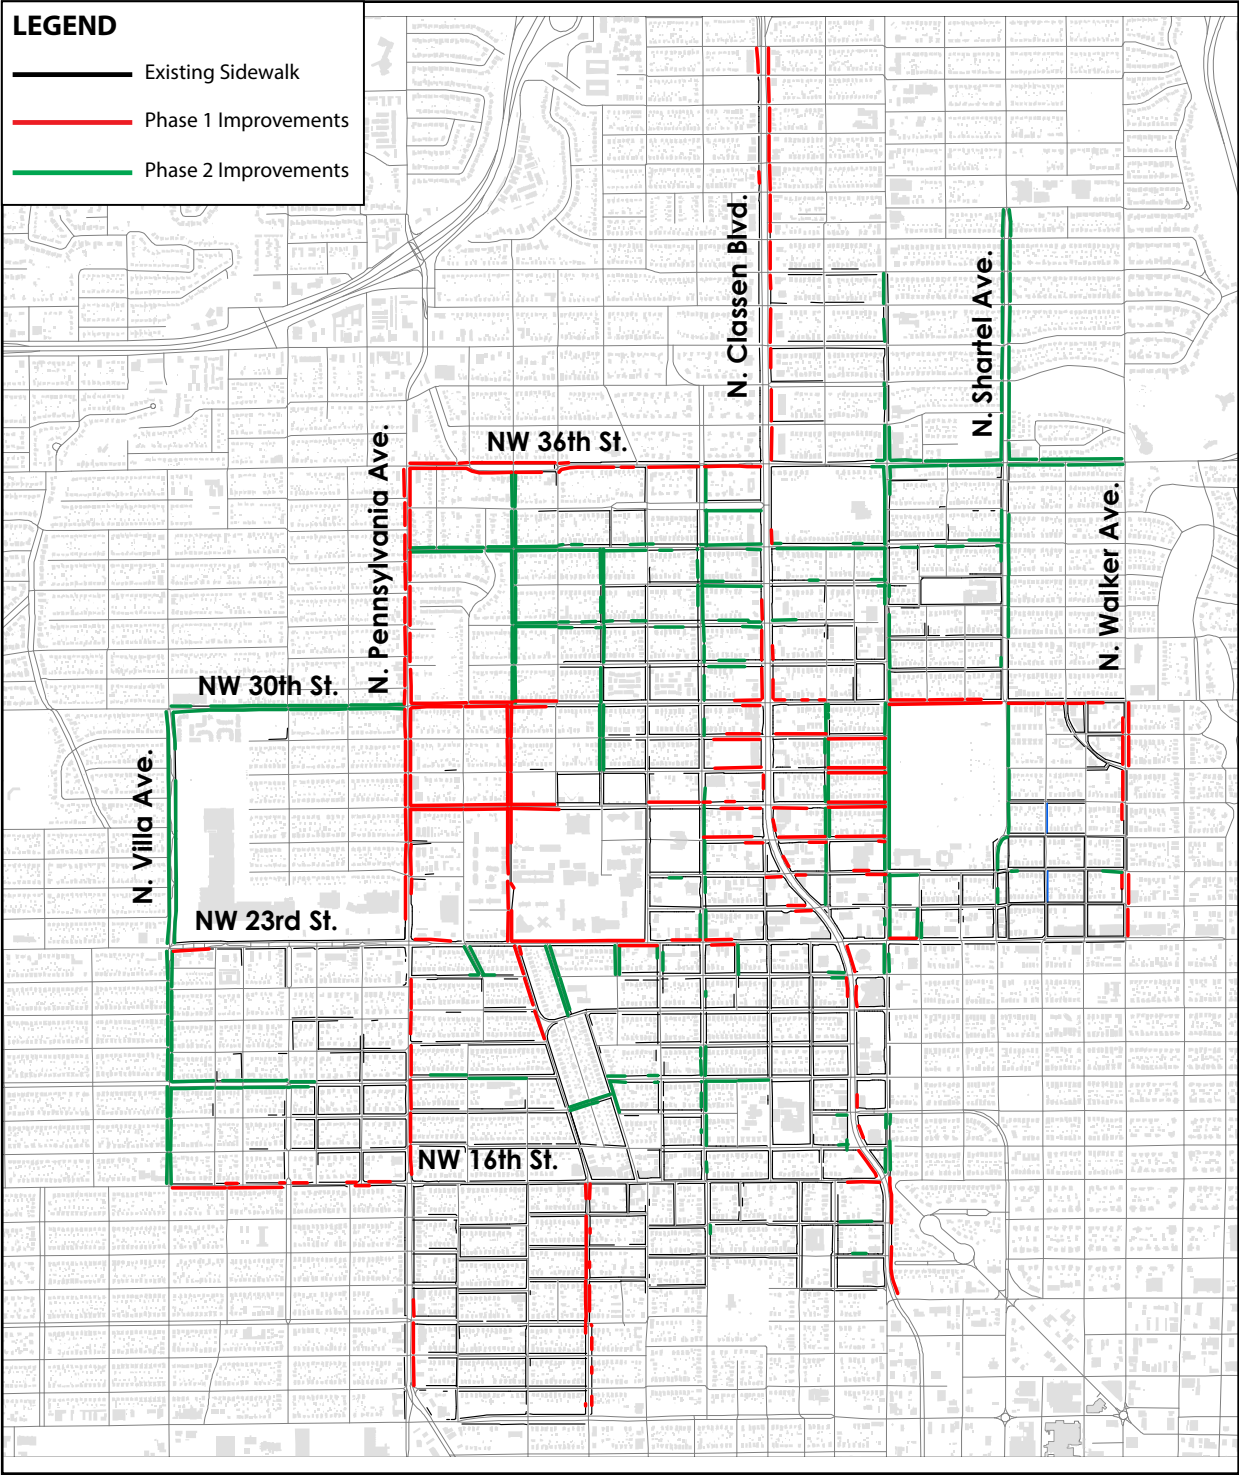 LEGEND
Existing Sidewalk
Phase 1 Improvements
Phase 2 Improvements
N. Classen Blvd.
N. Shartel Ave.
NW 36th St.
N. Pennsylvania Ave.
N. Walker Ave.
NW 30th St.
N. Villa Ave.
NW 23rd St.
NW 16th St.